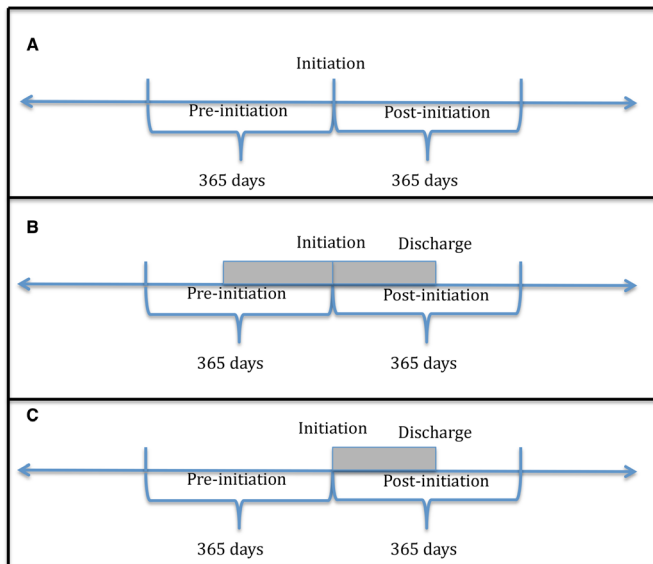 A
Initiation
Pre-initiation Post-initiation
365 days 365 days
B
Initiation Discharge
Pre-initiation Post-initiation
365 days 365 days
C
Initiation Discharge
Pre-initiation Post-initiation
365 days 365 days